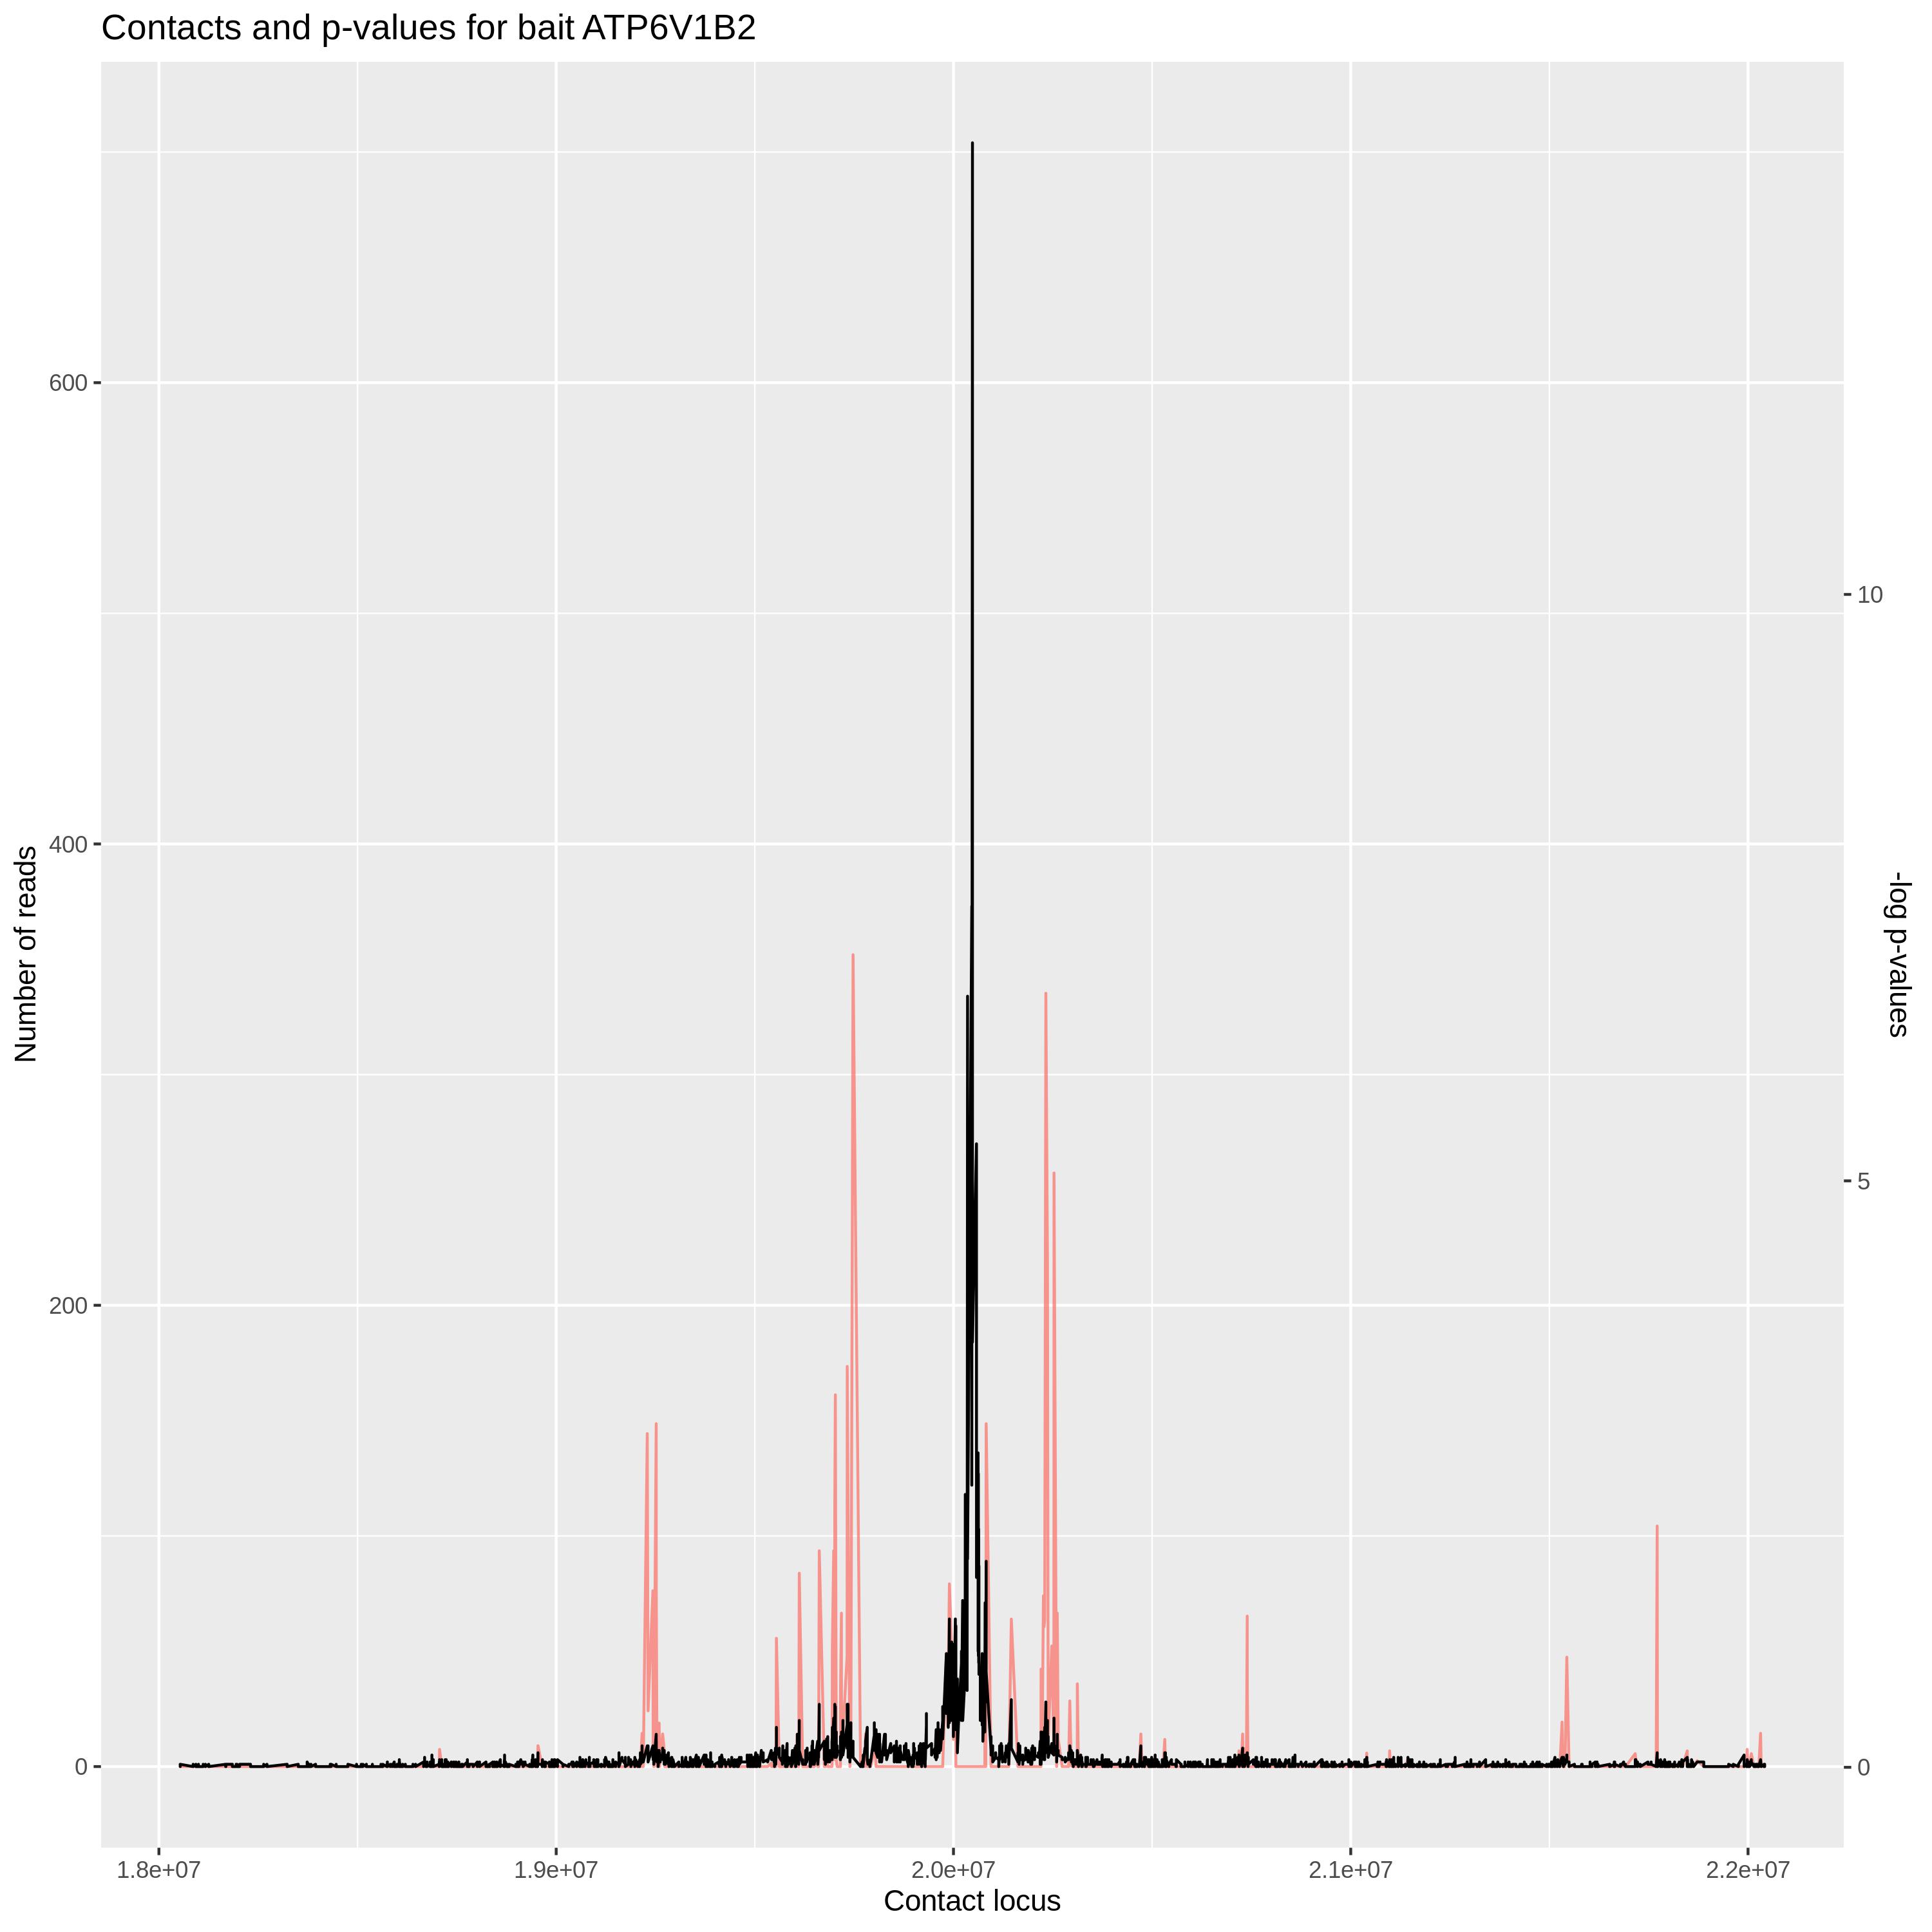 Contacts and p-values for bait ATP6V1B2
600
400
200
0
Number of reads
10
5
0
-log p-values
1.8e+07
1.9e+07
2.0e+07
2.1e+07
2.2e+07
Contact locus